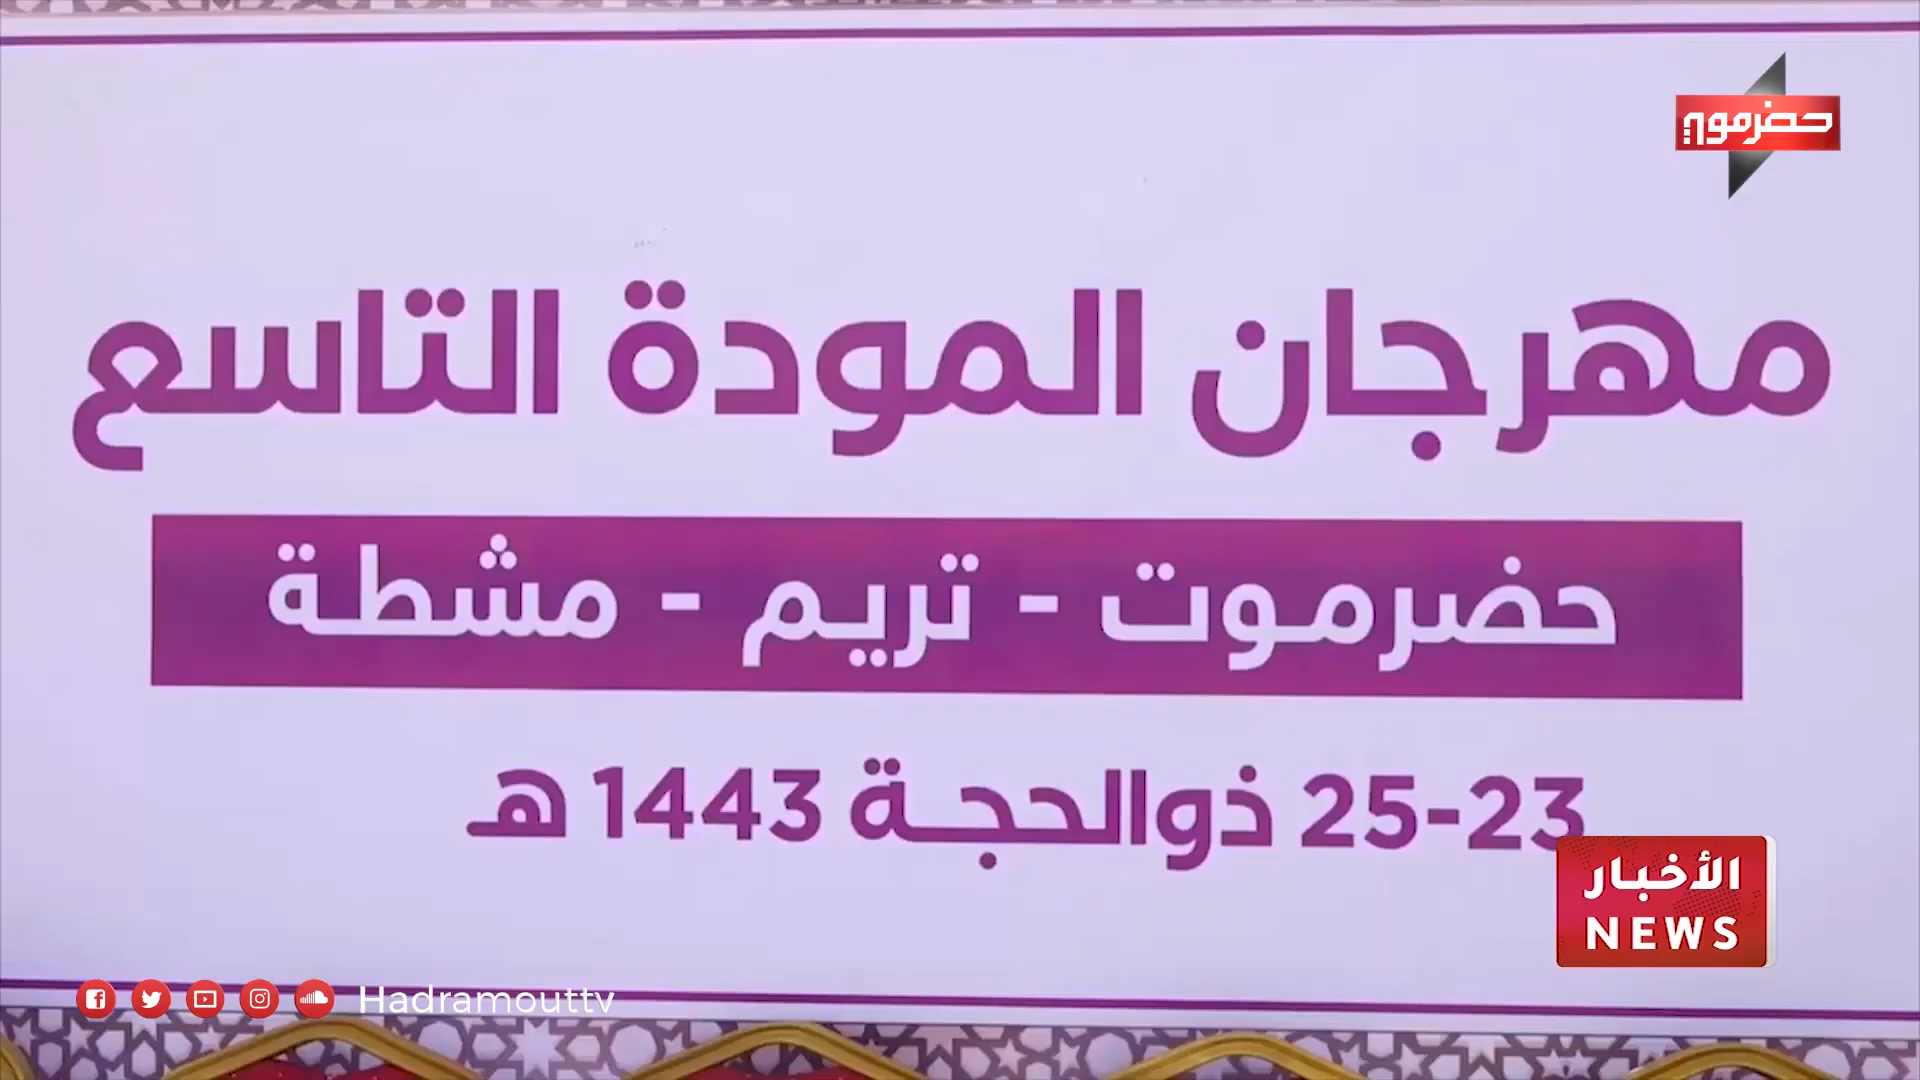 حضرموت
مهرجان المودة التاسع
حضرموت - تريم - مشطة
23-25 ذوالحجة 1443 هـ
الأخبار
NEWS
Hadramouttv